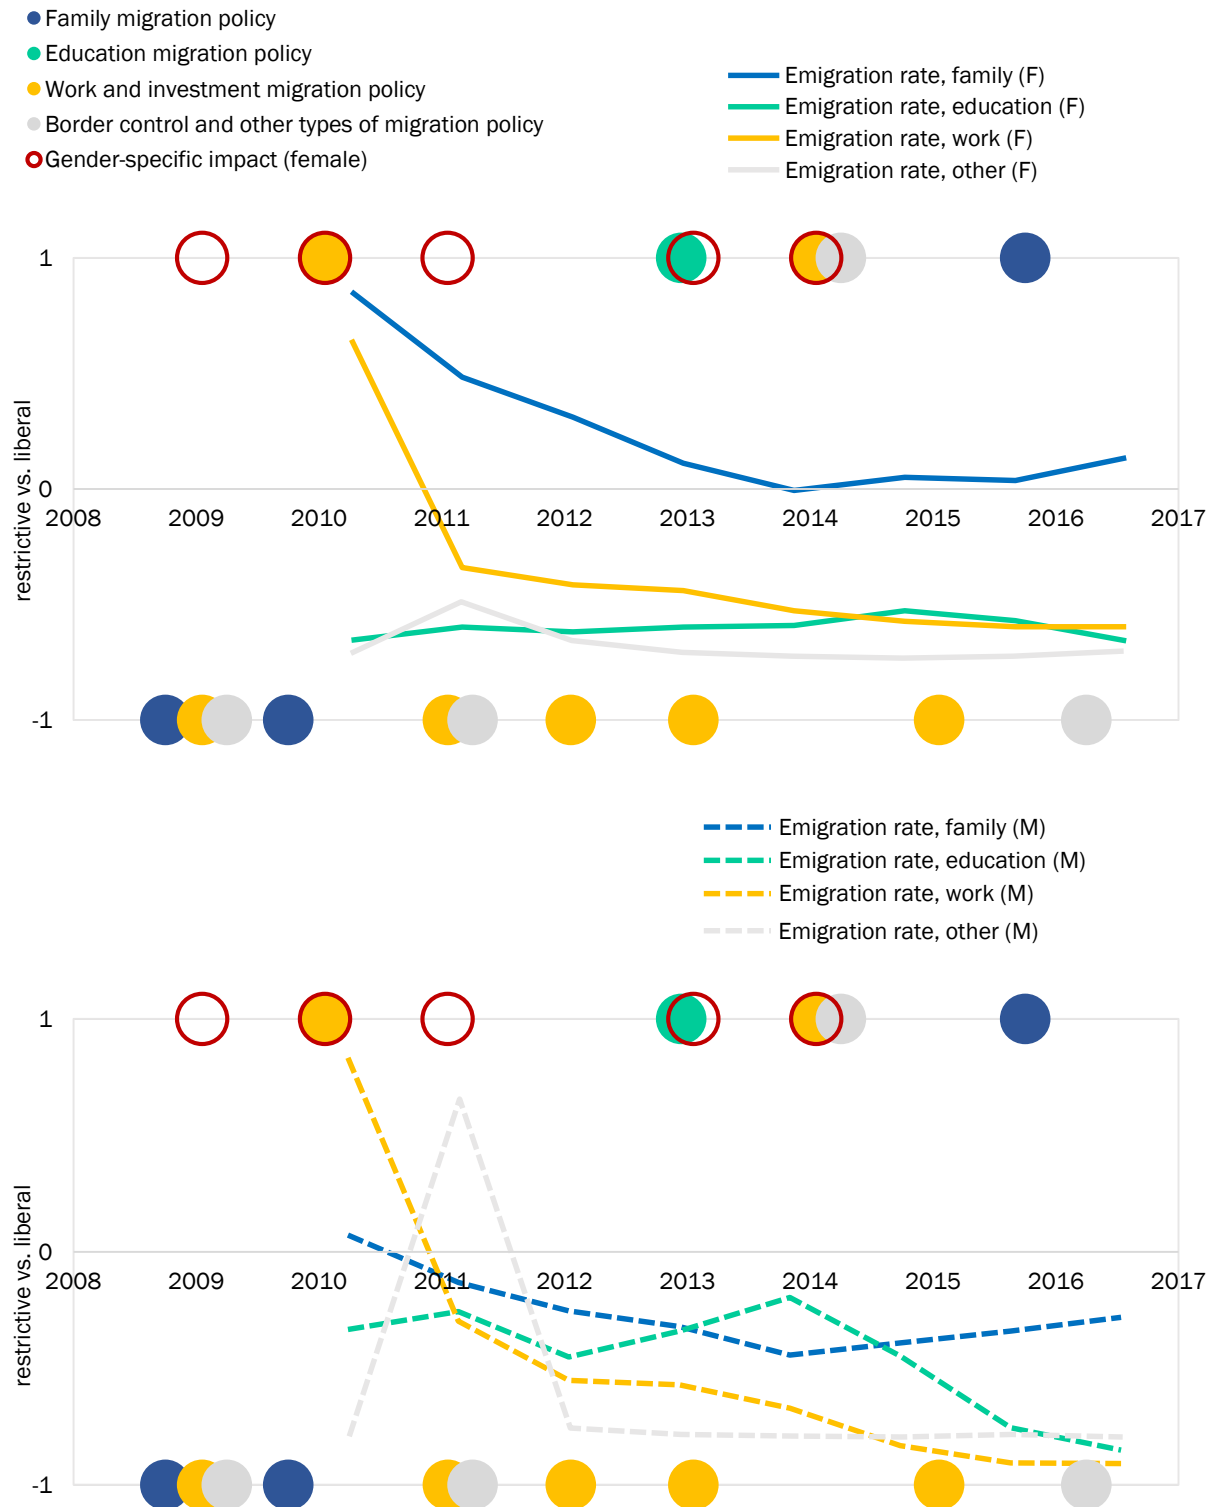 Family migration policy
Education migration policy
Work and investment migration policy
Border control and other types of migration policy
Gender-specific impact (female)
Emigration rate, family (F)
Emigration rate, education (F)
Emigration rate, work (F)
Emigration rate, other (F)
1
restrictive vs. liberal
0
2008 2009 2010 2011 2012 2013 2014 2015 2016 2017
-1
Emigration rate, family (M)
Emigration rate, education (M)
Emigration rate, work (M)
Emigration rate, other (M)
1
restrictive vs. liberal
0
2008 2009 2010 2011 2012 2013 2014 2015 2016 2017
-1